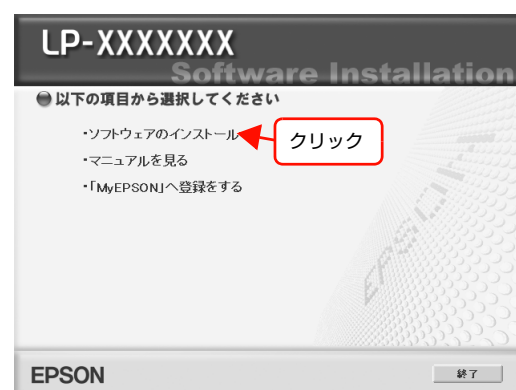 LP-XXXXXXX
Software Installation
以下の項目から選択してください
・ソフトウェアのインストール
クリック
・マニュアルを見る
・「MyEPSON」へ登録をする
EPSON
EPSON
終了